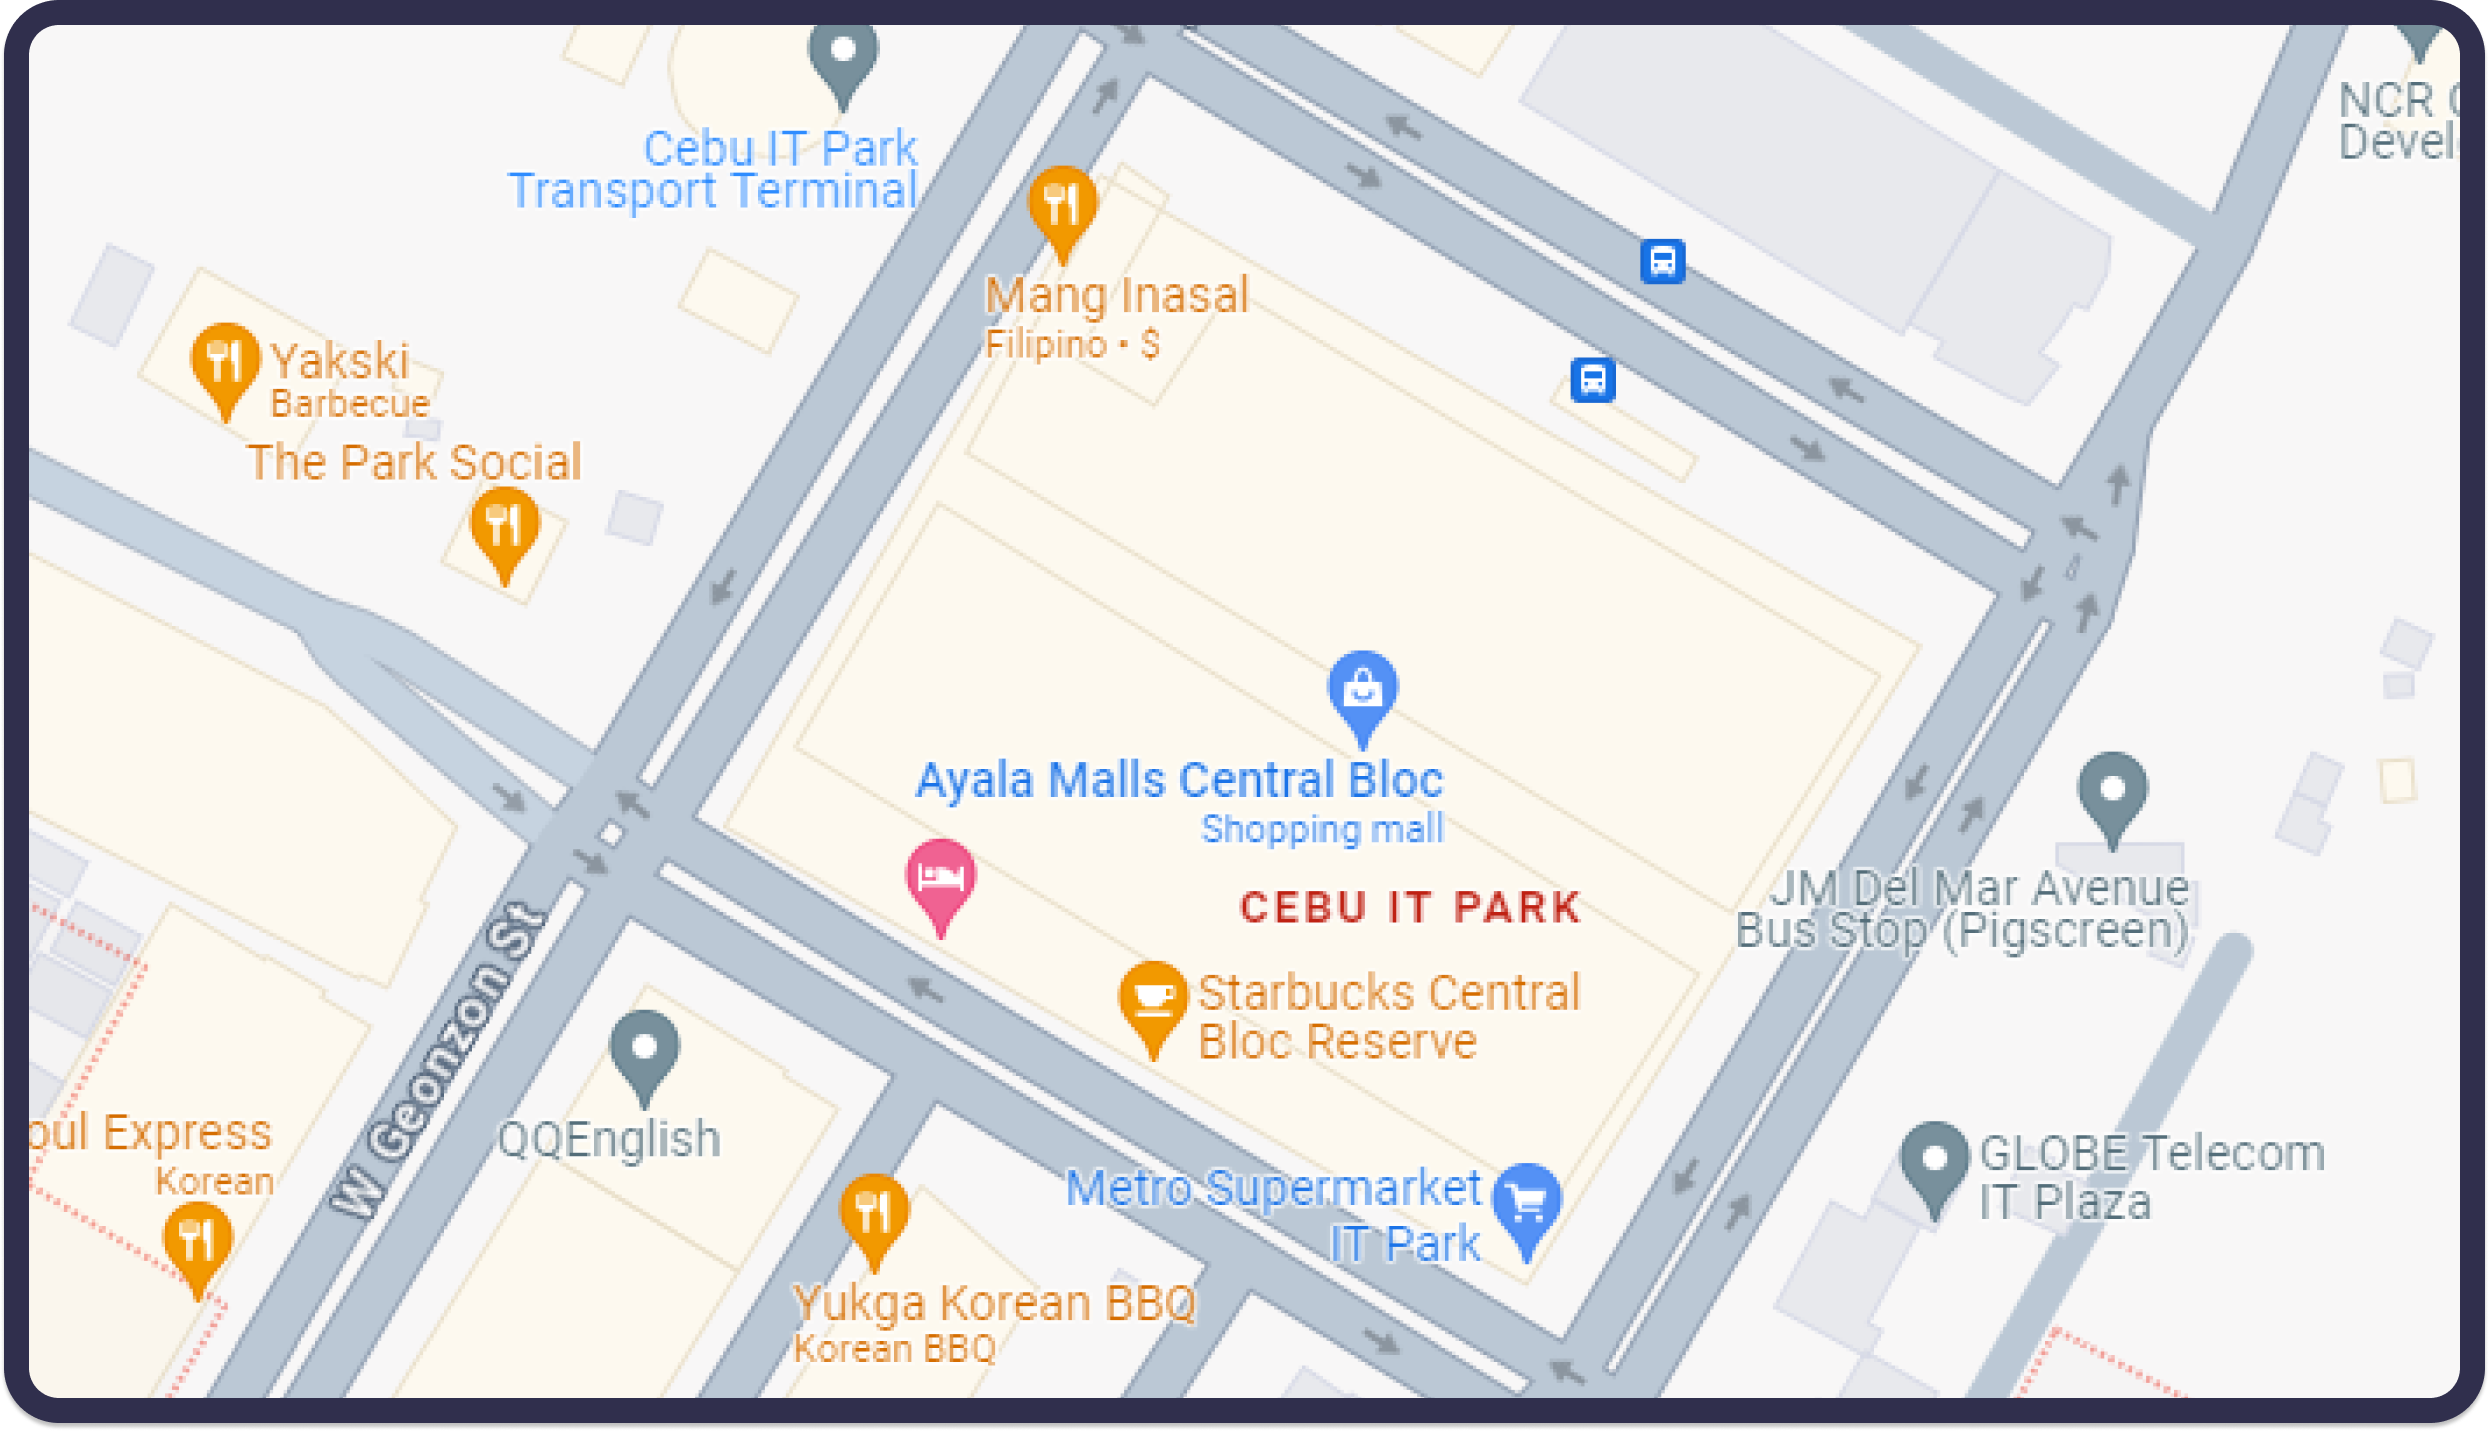 NCR
Cebu IT Park
Transport Terminal
Mang Inasal
Filipino • $
Yakski
Barbecue
The Park Social
Ayala Malls Central Bloc
Shopping mall
CEBU IT PARK
JM Del Mar Avenue
Bus Stop (Pigscreen)
Starbucks Central
Bloc Reserve
W Geonzon St
QQEnglish
Express
Korean
Metro Supermarket
IT Park
GLOBE Telecom
IT Plaza
Yukga Korean BBQ
Korean BBQ